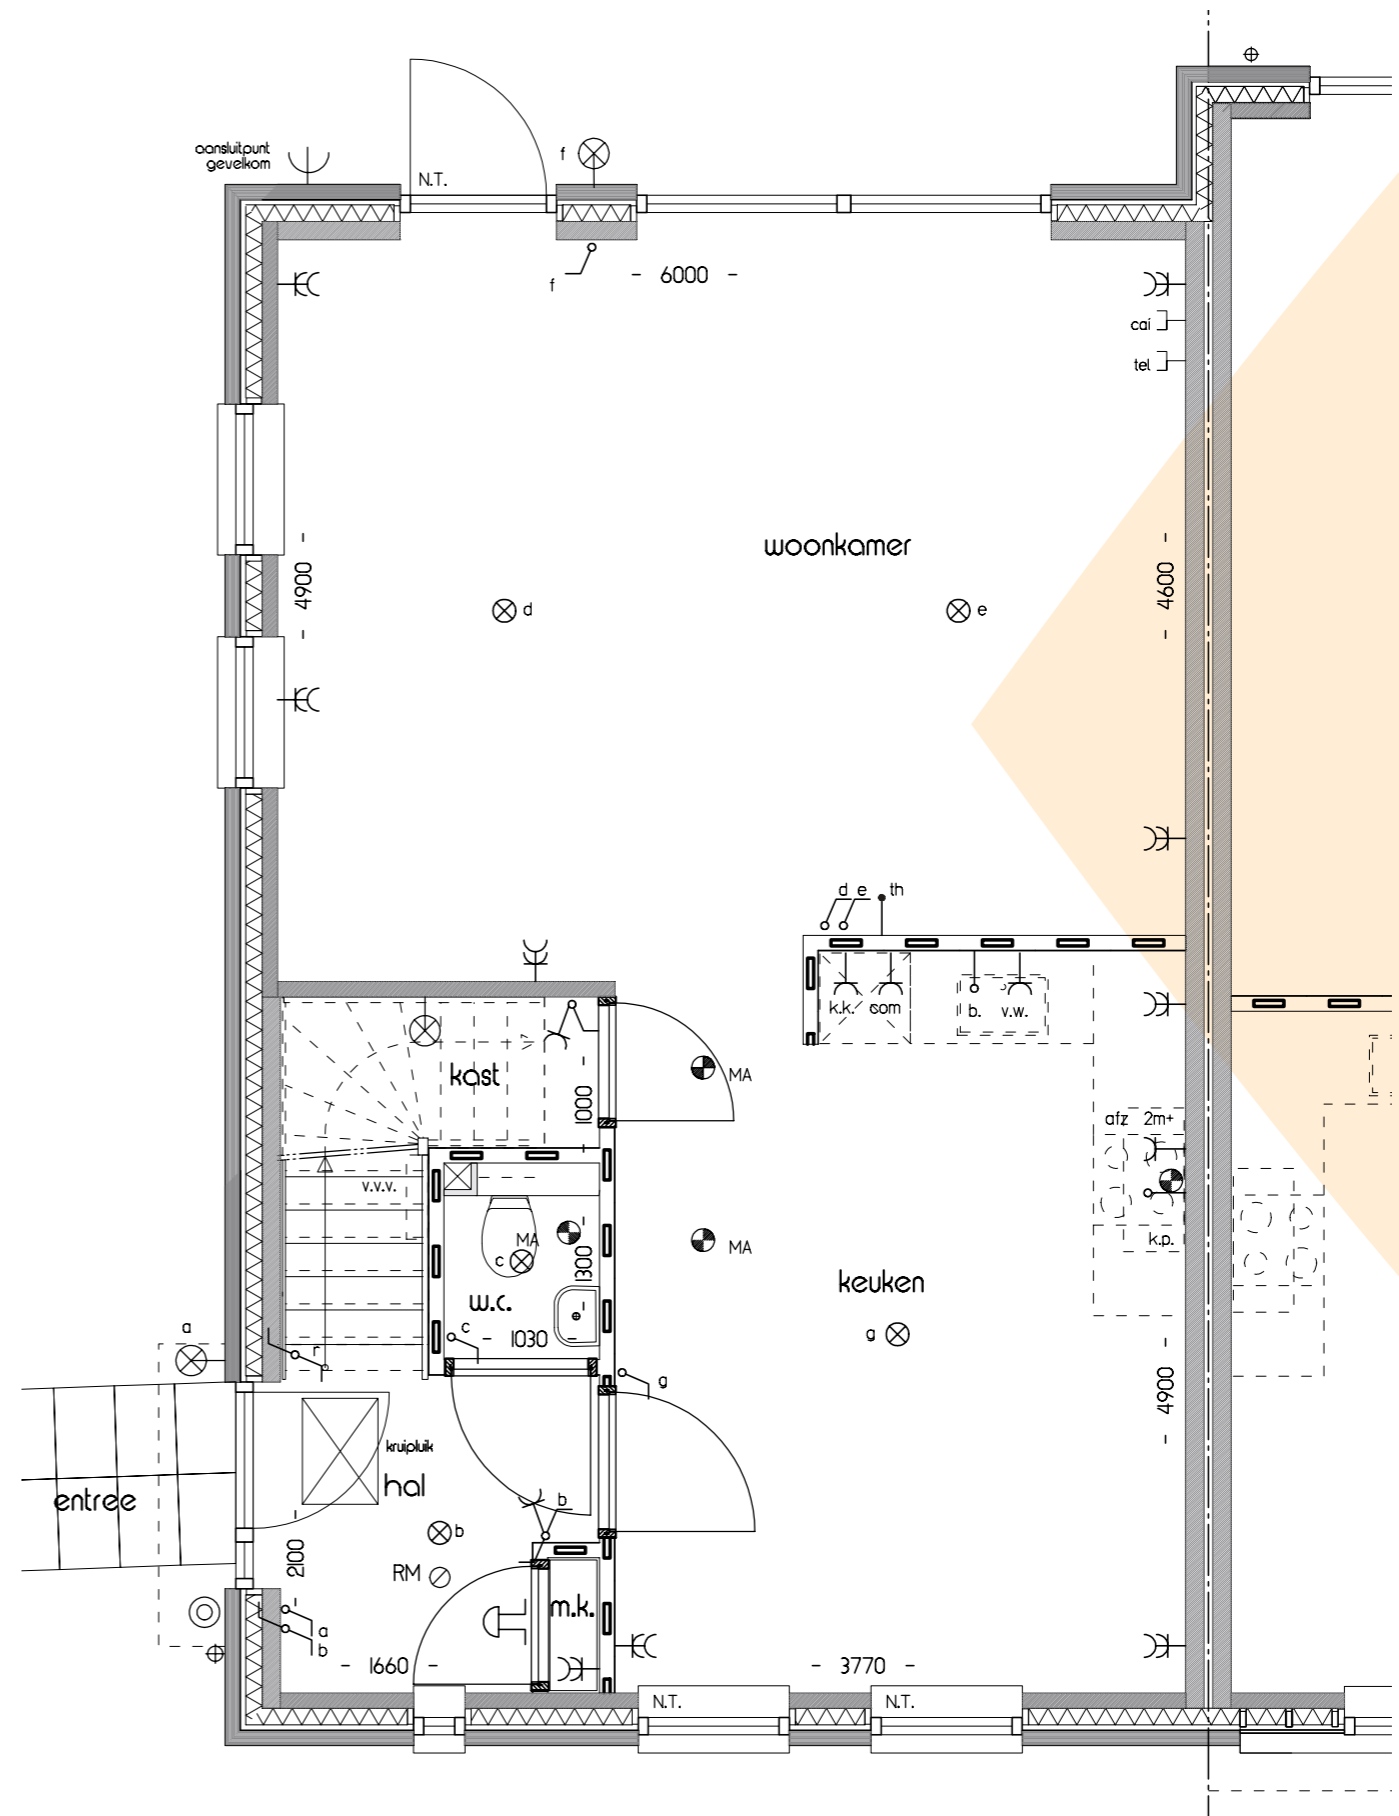 aansluitpunt
gevelkom
f
N.T.
f
- 6000 -
cai
tel
woonkamer
- 4900 -
- 4600 -
d
e
d e th
k.k. com b. v.w.
kast
- 1000 -
MA
afz 2m+
v.v.v.
MA
c
- 1300 -
MA
k.p.
keuken
w.c.
c
- 1030 -
g
a
r
g
- 4900 -
kruipluik
hal
entree
b
b
- 2100 -
RM
m.k.
a
b
- 1660 -
- 3770 -
N.T.
N.T.